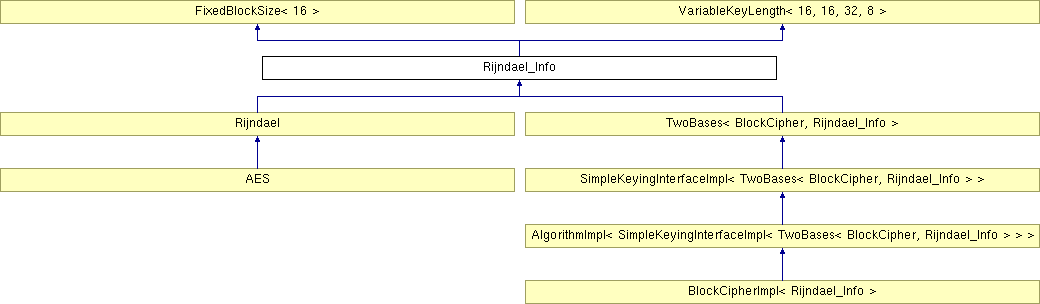 FixedBlockSize< 16 >
VariableKeyLength< 16, 16, 32, 8 >
Rijndael_Info
Rijndael
TwoBases< BlockCipher, Rijndael_Info >
AES
SimpleKeyingInterfaceImpl< TwoBases< BlockCipher, Rijndael_Info > >
AlgorithmImpl< SimpleKeyingInterfaceImpl< TwoBases< BlockCipher, Rijndael_Info > > >
BlockCipherImpl< Rijndael_Info >